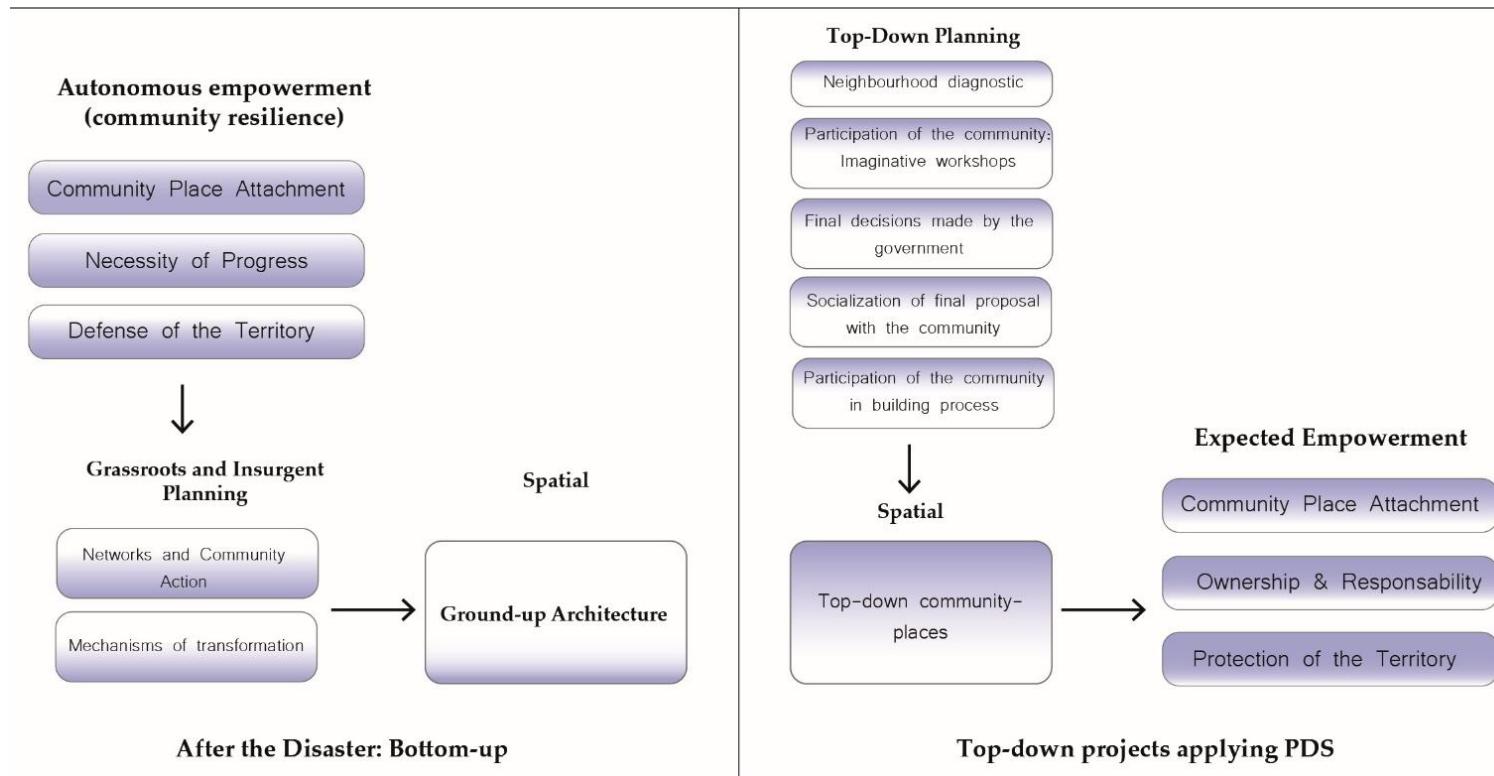 Autonomous empowerment
(community resilience)
Community Place Attachment
Necessity of Progress
Defense of the Territory
Grassroots and Insurgent
Planning
Networks and Community
Action
Mechanisms of transformation
Spatial
Ground-up Architecture
After the Disaster: Bottom-up
Top-Down Planning
Neighbourhood diagnostic
Participation of the community:
Imaginative workshops
Final decisions made by the
government
Socialization of final proposal
with the community
Participation of the community
in building process
Spatial
Top-down community-
places
Expected Empowerment
Community Place Attachment
Ownership & Responsability
Protection of the Territory
Top-down projects applying PDS